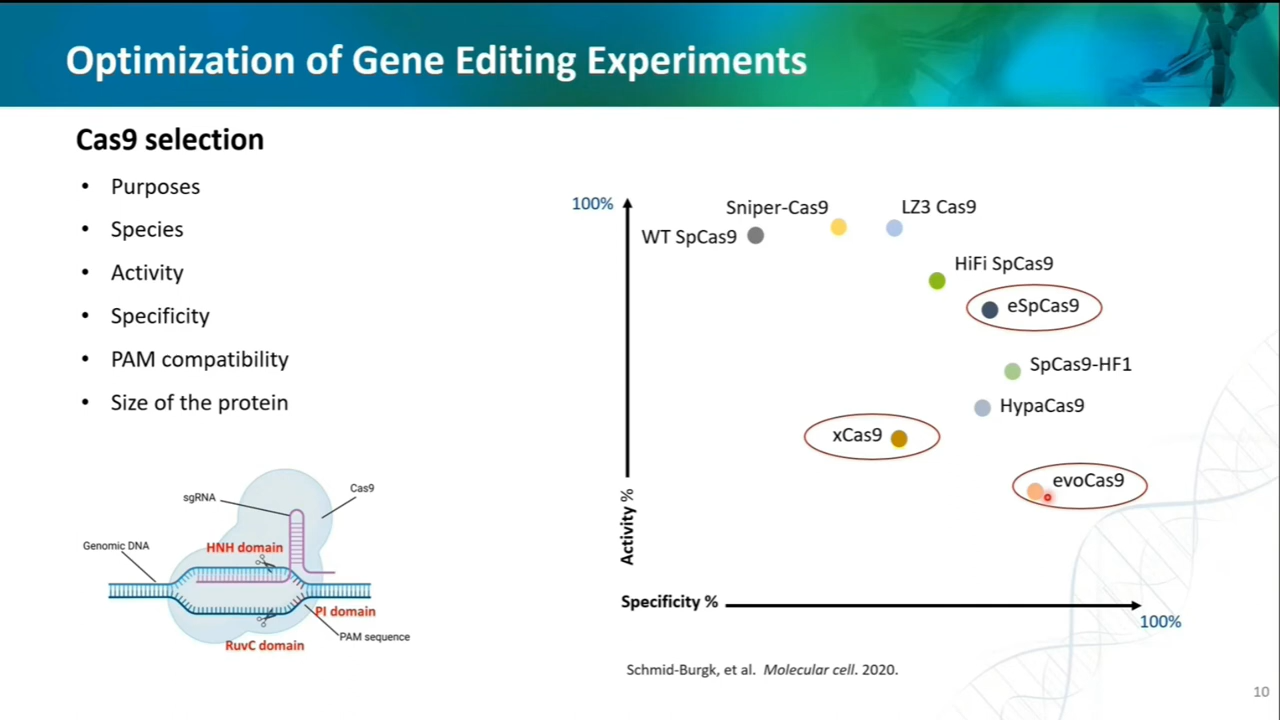 Optimization of Gene Editing Experiments
Cas9 selection
• Purposes
• Species
• Activity
• Specificity
• PAM compatibility
• Size of the protein
sgRNA
Cas9
Genomic DNA
HNH domain
PI domain
PAM sequence
RuvC domain
100%
Sniper-Cas9
LZ3 Cas9
WT SpCas9
HiFi SpCas9
eSpCas9
SpCas9-HF1
HypaCas9
xCas9
evoCas9
Activity %
Specificity %
100%
Schmid-Burgk, et al. Molecular cell. 2020.
10